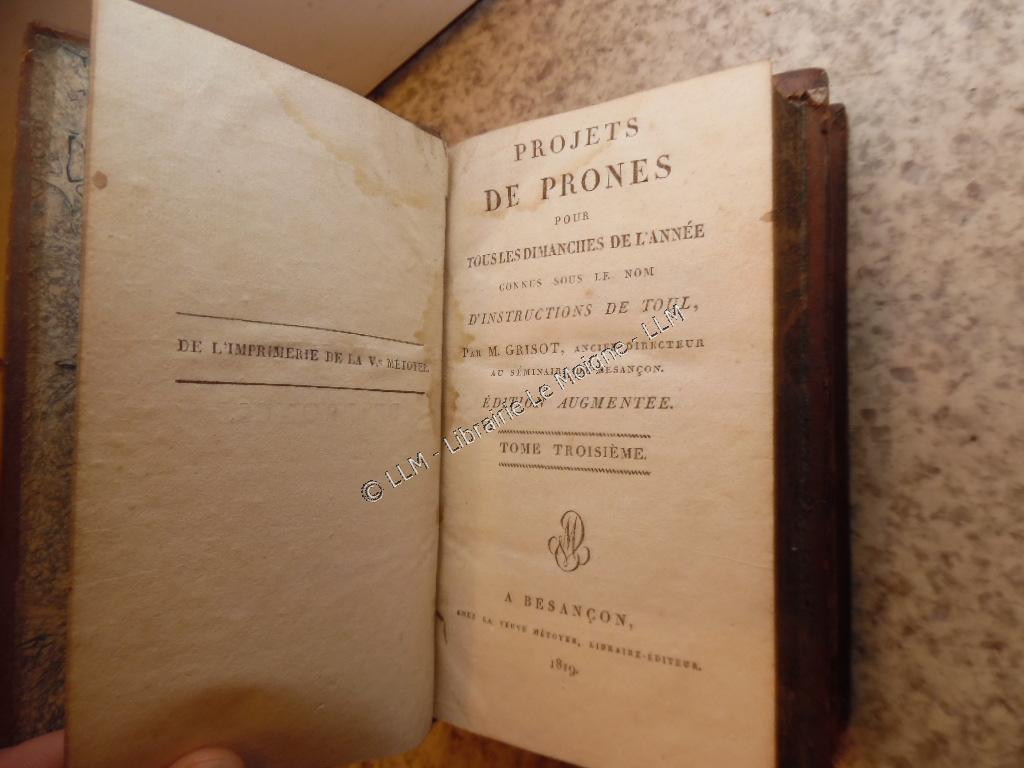 DE L'IMPRIMERIE DE LA V.e MÉTOYER.
PROJETS
DE PRONES
POUR
TOUS LES DIMANCHES DE L'ANNÉE
CONNUS SOUS LE NOM
D'INSTRUCTIONS DE TOUL,
PAR M. GRISOT, ANCIEN DIRECTEUR
AU SÉMINAIRE DE BESANÇON.
ÉDITION AUGMENTÉE.
TOME TROISIÈME.
A BESANÇON,
CHEZ LA VEUVE MÉTOYER, LIBRAIRE-ÉDITEUR.
1819.
© LLM - Librairie Le Moigne - LLM